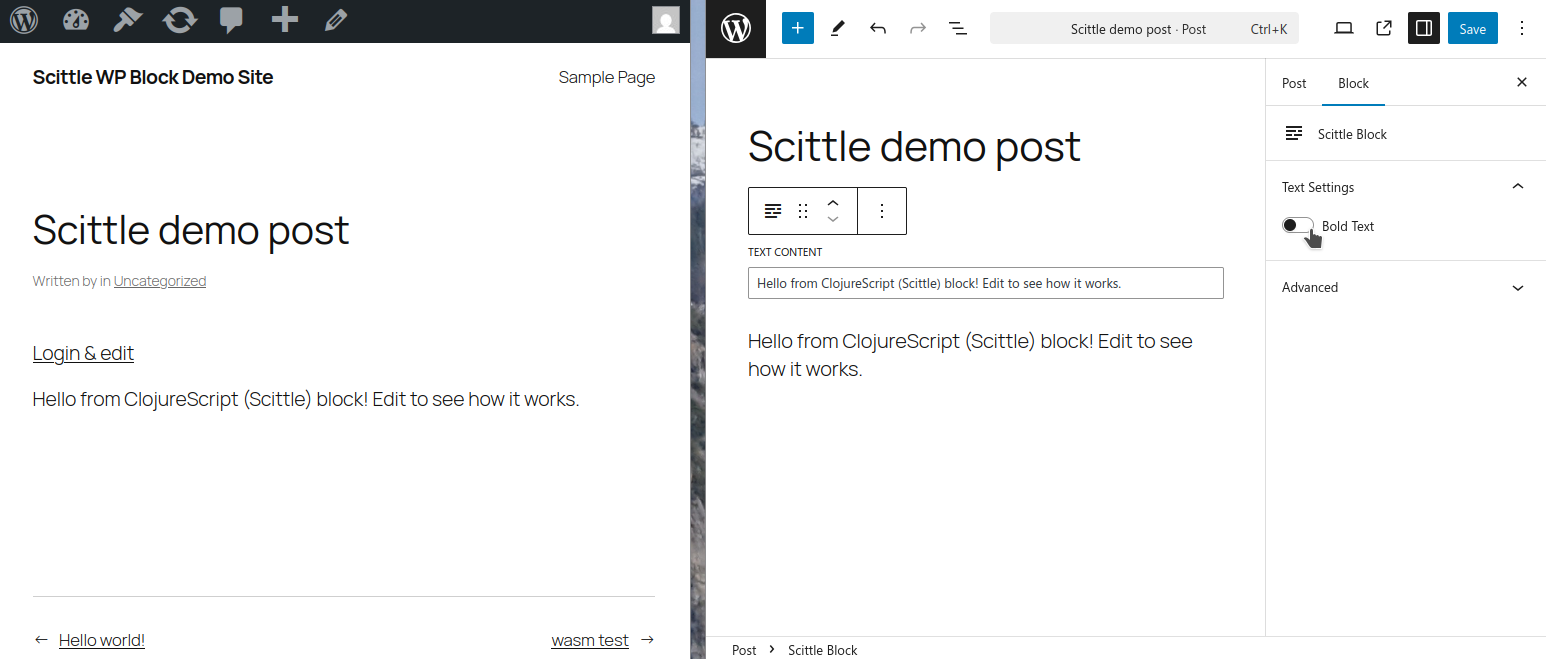 Scittle WP Block Demo Site
Sample Page
Scittle demo post
Written by in Uncategorized
Login & edit
Hello from ClojureScript (Scittle) block! Edit to see how it works.
← Hello world!
wasm test →
Scittle demo post · Post Ctrl+K
Save
Scittle demo post
TEXT CONTENT
Hello from ClojureScript (Scittle) block! Edit to see how it works.
Hello from ClojureScript (Scittle) block! Edit to see
how it works.
Post Block
Scittle Block
Text Settings
Bold Text
Advanced
Post > Scittle Block